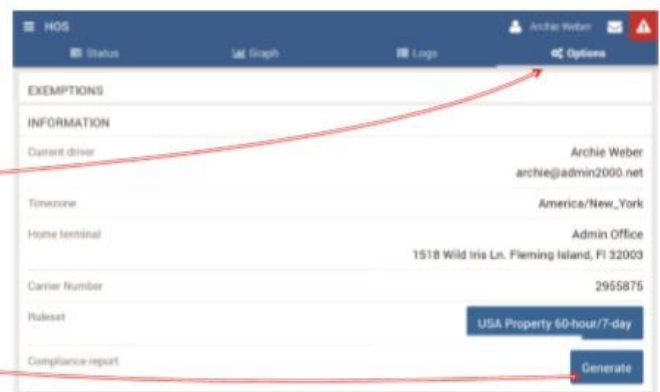 HOS Archie Weber
Status Graph Logs Options
EXEMPTIONS
INFORMATION
Current driver Archie Weber
archie@admin2000.net
Timezone America/New_York
Home terminal Admin Office
1518 Wild Iris Ln. Fleming Island, Fl 32003
Carrier Number 2955875
Ruleset USA Property 60-hour/7-day
Compliance report Generate